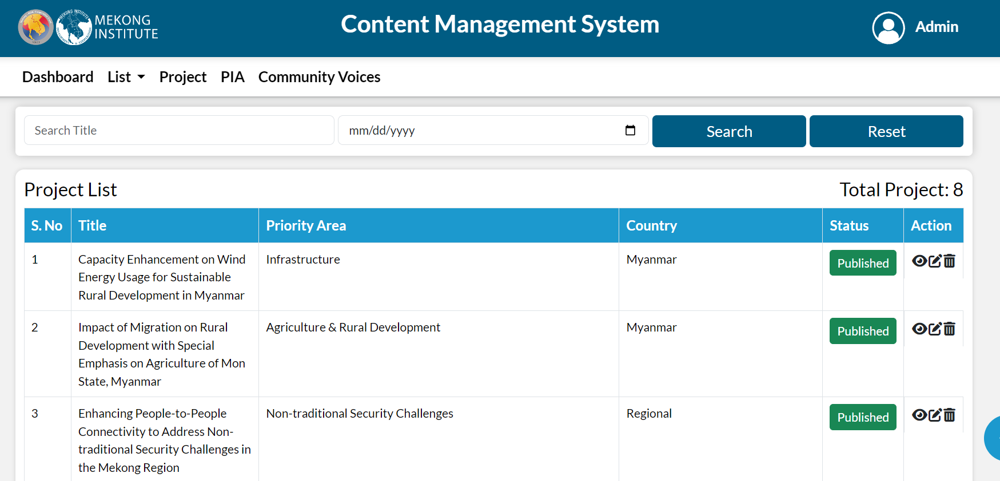 MEKONG
INSTITUTE
Content Management System
Admin
Dashboard List Project PIA Community Voices
Search Title
mm/dd/yyyy
Search
Reset
Project List
Total Project: 8
S. No Title Priority Area Country Status Action
1 Capacity Enhancement on Wind Infrastructure Myanmar Published
Energy Usage for Sustainable
Rural Development in Myanmar
2 Impact of Migration on Rural Agriculture & Rural Development Myanmar Published
Development with Special
Emphasis on Agriculture of Mon
State, Myanmar
3 Enhancing People-to-People Non-traditional Security Challenges Regional Published
Connectivity to Address Non-
traditional Security Challenges in
the Mekong Region